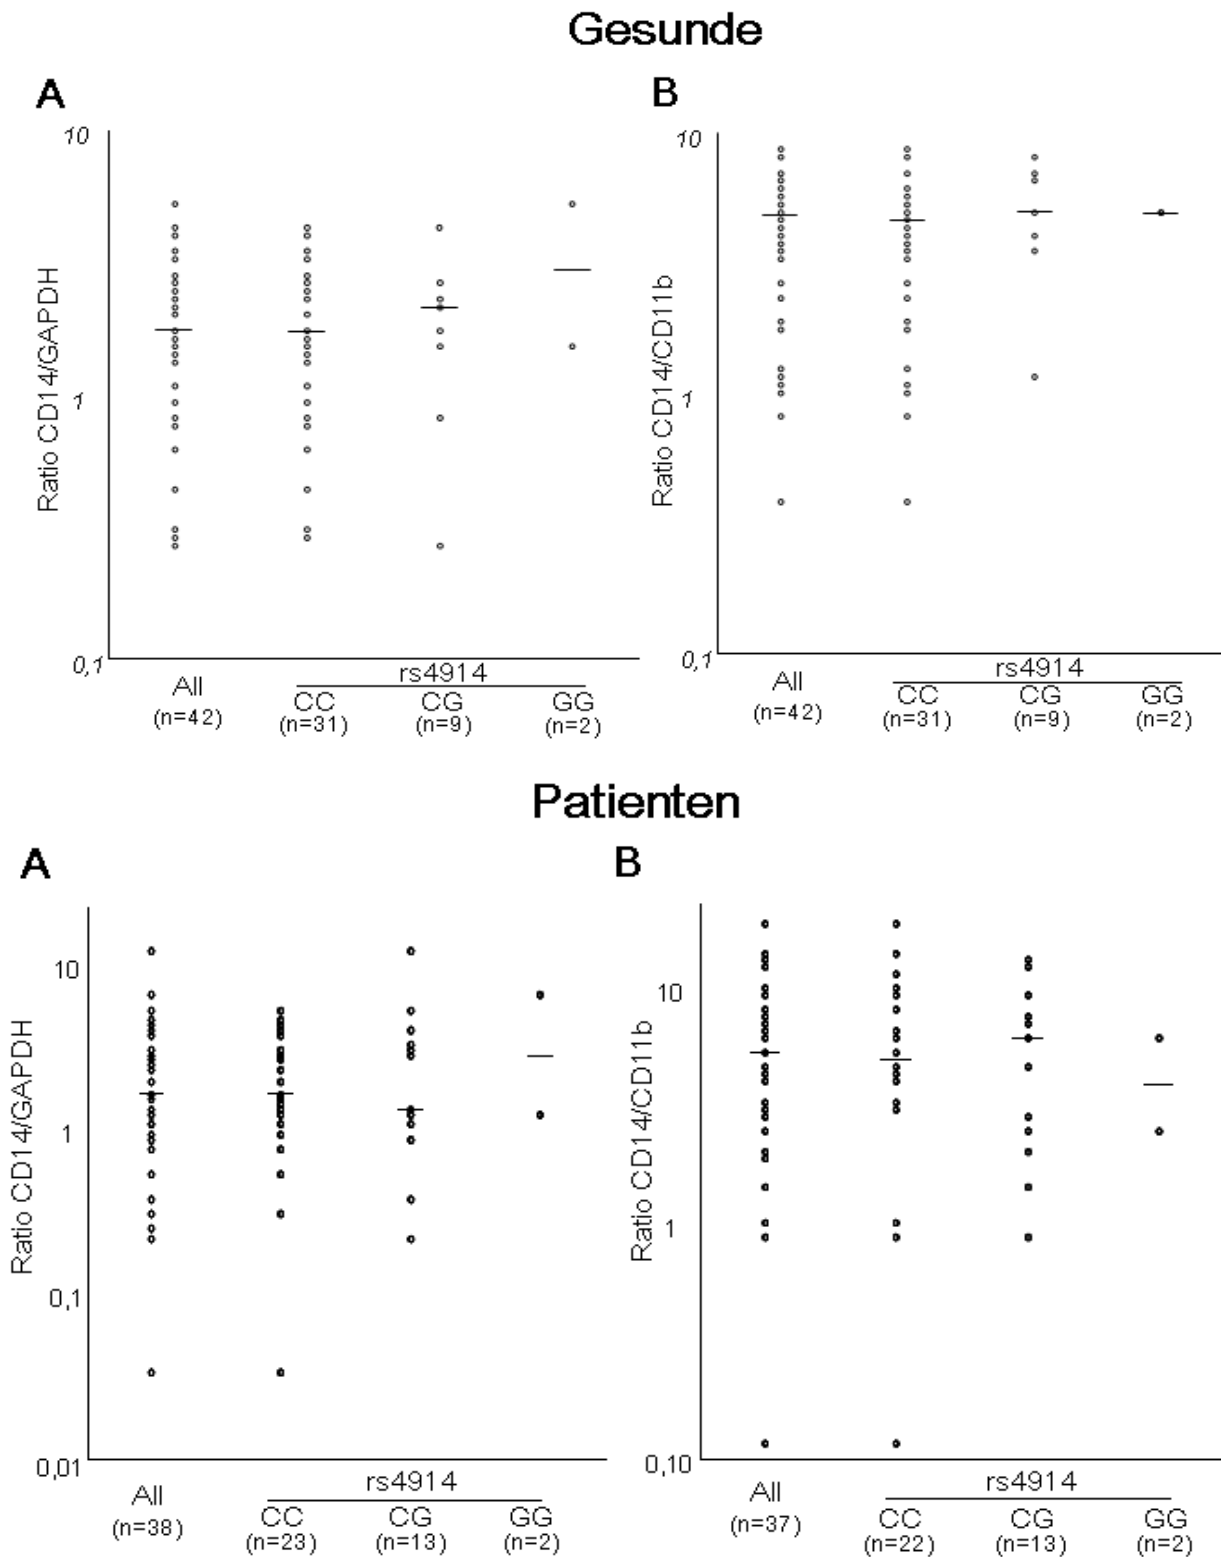 Gesunde
A
B
10
1
0,1
Ratio CD14/GAPDH
All
(n=42)
rs4914
CC
(n=31)
CG
(n=9)
GG
(n=2)
10
1
0,1
Ratio CD14/CD11b
All
(n=42)
rs4914
CC
(n=31)
CG
(n=9)
GG
(n=2)
Patienten
A
B
10
1
0,1
0,01
Ratio CD14/GAPDH
All
(n=38)
rs4914
CC
(n=23)
CG
(n=13)
GG
(n=2)
10
1
0,10
Ratio CD14/CD11b
All
(n=37)
rs4914
CC
(n=22)
CG
(n=13)
GG
(n=2)